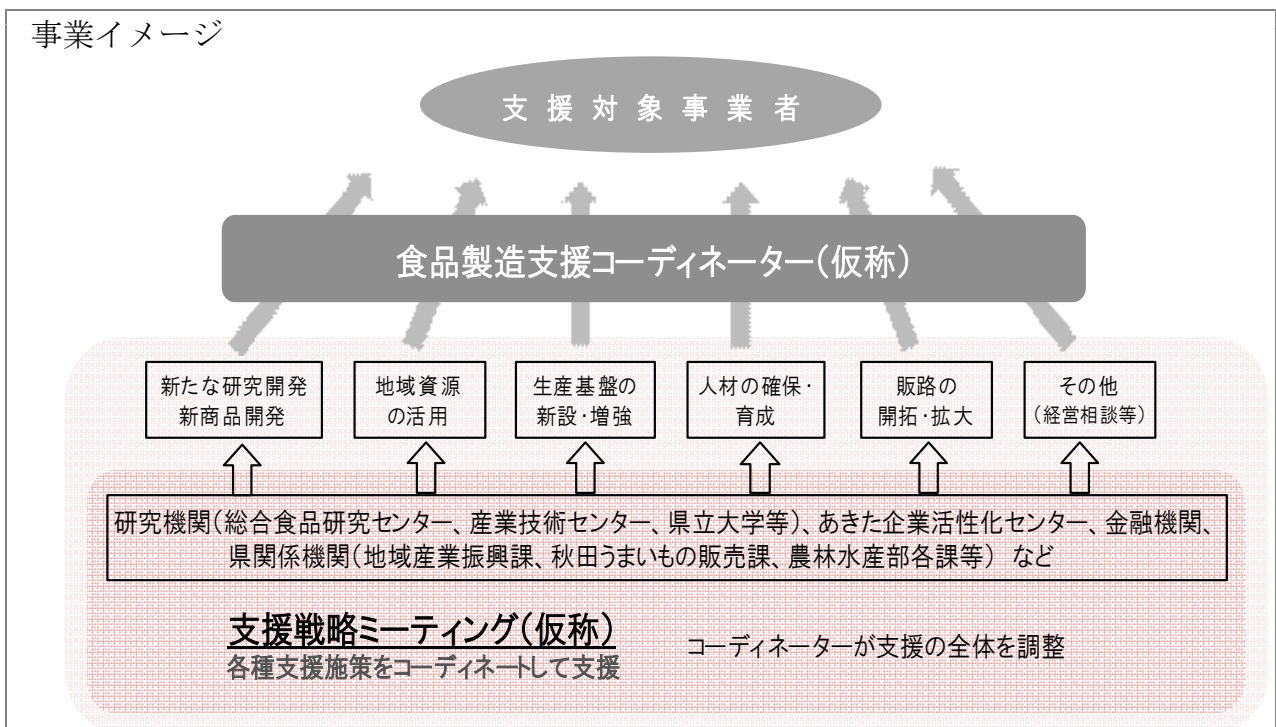 事業イメージ
支援対象事業者
食品製造支援コーディネーター(仮称)
新たな研究開発
新商品開発
地域資源
の活用
生産基盤の
新設・増強
人材の確保・
育成
販路の
開拓・拡大
その他
(経営相談等)
研究機関(総合食品研究センター、産業技術センター、県立大学等)、あきた企業活性化センター、金融機関、
県関係機関(地域産業振興課、秋田うまいもの販売課、農林水産部各課等) など
支援戦略ミーティング(仮称)
各種支援施策をコーディネートして支援
コーディネーターが支援の全体を調整